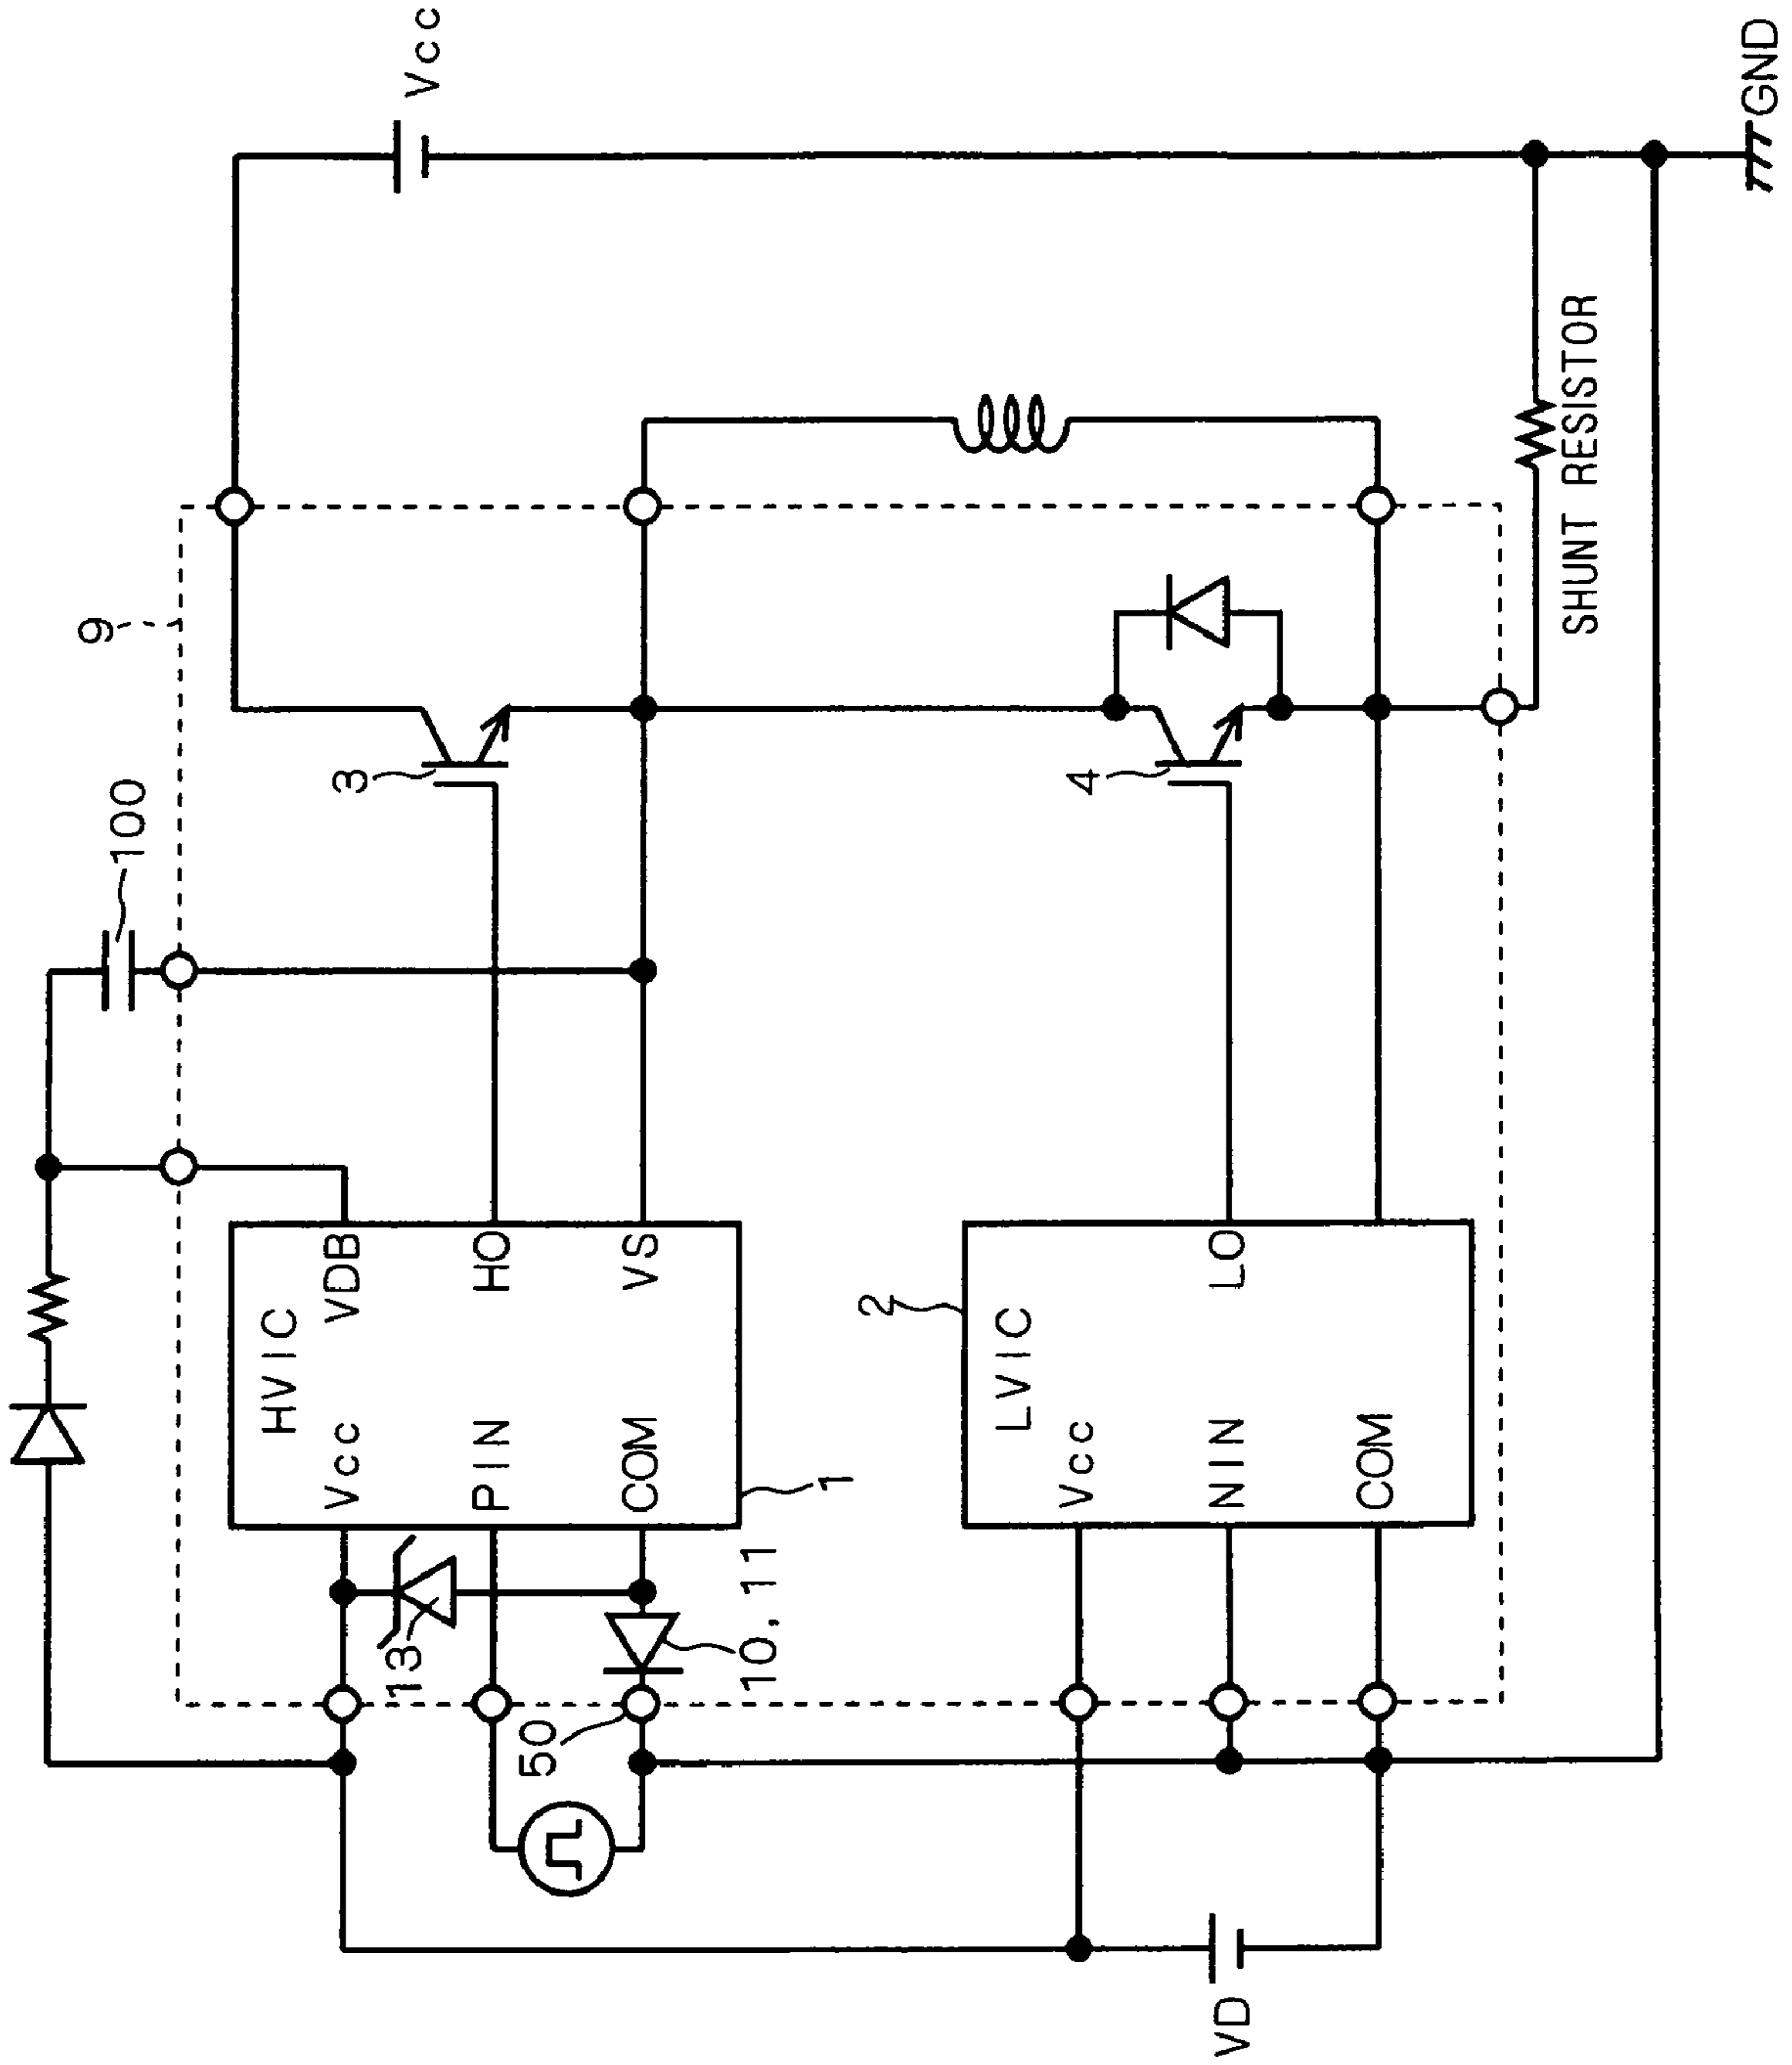 100
9
Vcc
HVIC
Vcc
VDB
PIN
HO
COM
VS
13
3
50
10, 11
1
2
LVIC
Vcc
NIN
LO
COM
4
VD
SHUNT RESISTOR
GND